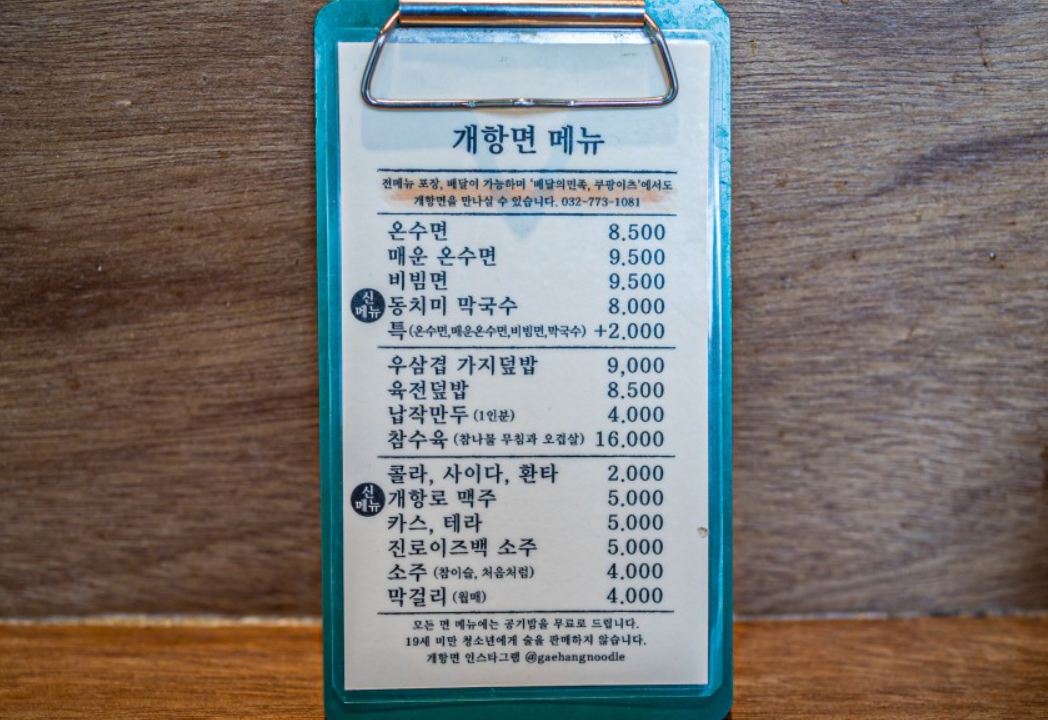 개항면 메뉴
전메뉴 포장, 배달이 가능하며 '배달의민족, 쿠팡이츠'에서도
개항면을 만나실 수 있습니다. 032-773-1081
온수면 8.500
매운 온수면 9.500
비빔면 9.500
신메뉴 동치미 막국수 8.000
특(온수면,매운온수면,비빔면,막국수) +2.000
우삼겹 가지덮밥 9,000
육전덮밥 8.500
납작만두 (1인분) 4.000
참수육 (참나물 무침과 오겹살) 16.000
콜라, 사이다, 환타 2.000
신메뉴 개항로 맥주 5.000
카스, 테라 5.000
진로이즈백 소주 5.000
소주 (참이슬, 처음처럼) 4.000
막걸리 (월매) 4.000
모든 면 메뉴에는 공기밥을 무료로 드립니다.
19세 미만 청소년에게 술을 판매하지 않습니다.
개항면 인스타그램 @gaehangnoodle